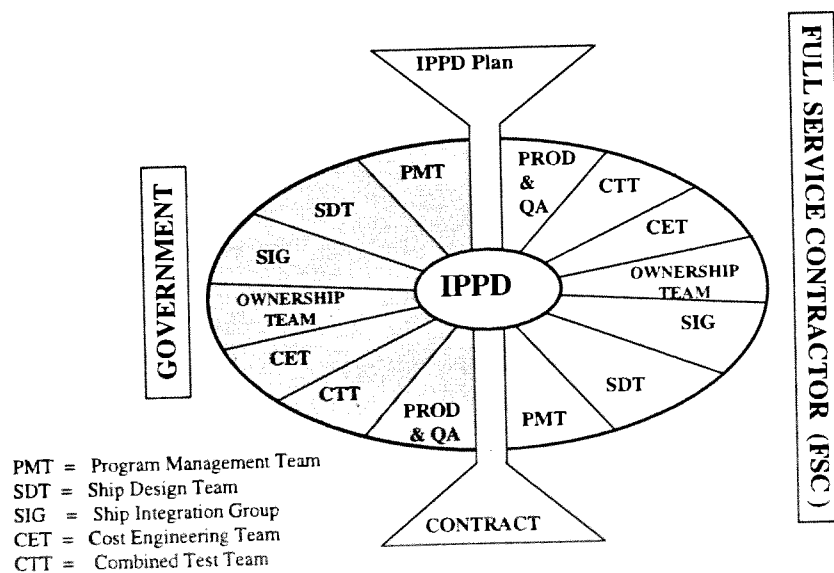 IPPD Plan
GOVERNMENT
FULL SERVICE CONTRACTOR (FSC)
PMT
SDT
SIG
OWNERSHIP
TEAM
CET
CTT
PROD
& QA
PROD
&
QA
CTT
CET
OWNERSHIP
TEAM
SIG
SDT
PMT
IPPD
CONTRACT
PMT = Program Management Team
SDT = Ship Design Team
SIG = Ship Integration Group
CET = Cost Engineering Team
CTT = Combined Test Team